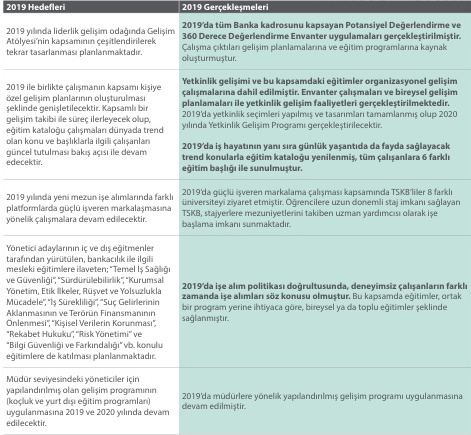 2019 Hedefleri
2019 Gerçekleşmeleri
2019 yılında liderlik gelişim odağında Gelişim
Atölyesi'nin kapsamının çeşitlendirilerek
tekrar tasarlanması planlanmaktadır.
2019'da tüm Banka kadrosunu kapsayan Potansiyel Değerlendirme ve
360 Derece Değerlendirme Envanter uygulamaları gerçekleştirilmiştir.
Çalışma çıktıları gelişim planlamalarına ve eğitim programlarına kaynak
oluşturmuştur.
2019 ile birlikte çalışmanın kapsamı kişiye
özel gelişim planlarının oluşturulması
şeklinde genişletilecektir. Kapsamlı bir
gelişim takibi ile süreç ilerleyecek olup,
eğitim kataloğu çalışmaları dünyada trend
olan konu ve başlıklarla ilgili çalışanları
güncel tutulması bakış açısı ile devam
edecektir.
Yetkinlik gelişimi ve bu kapsamdaki eğitimler organizasyonel gelişim
çalışmalarına dahil edilmiştir. Envanter çalışmaları ve bireysel gelişim
planlamaları ile yetkinlik gelişim faaliyetleri gerçekleştirilmektedir.
2019'da yetkinlik seçimleri yapılmış ve tasarımları tamamlanmış olup 2020
yılında Yetkinlik Gelişim Programı gerçekleştirilecektir.
2019'da iş hayatının yanı sıra günlük yaşantıda da fayda sağlayacak
trend konularla eğitim kataloğu yenilenmiş, tüm çalışanlara 6 farklı
eğitim başlığı ile sunulmuştur.
2019 yılında yeni mezun işe alımlarında farklı
platformlarda güçlü işveren markalaşmasına
yönelik çalışmalara devam edilecektir.
2019'da güçlü işveren markalama çalışması kapsamında TSKB'liler 8 farklı
üniversiteyi ziyaret etmiştir. Öğrencilere uzun donemli staj imkanı sağlayan
TSKB, stajyerlere mezuniyetlerini takiben uzman yardımcısı olarak işe
başlama imkanı sunmaktadır.
Yönetici adaylarının iç ve dış eğitmenler
tarafından yürütülen, bankacılık ile ilgili
mesleki eğitimlere ilaveten; "Temel İş Sağlığı
ve Güvenliği", "Sürdürülebilirlik", "Kurumsal
Yönetim, Etik İlkeler, Rüşvet ve Yolsuzlukla
Mücadele", "İş Sürekliliği", "Suç Gelirlerinin
Aklanmasının ve Terörün Finansmanının
Önlenmesi", "Kişisel Verilerin Korunması",
"Rekabet Hukuku", "Risk Yönetimi" ve
"Bilgi Güvenliği ve Farkındalığı" vb. konulu
eğitimlere de katılması planlanmaktadır.
2019'da işe alım politikası doğrultusunda, deneyimsiz çalışanların farklı
zamanda işe alımları söz konusu olmuştur. Bu kapsamda eğitimler, ortak
bir program yerine ihtiyaca göre, bireysel ya da toplu eğitimler şeklinde
sağlanmıştır.
Müdür seviyesindeki yöneticiler için
yapılandırılmış olan gelişim programının
(koçluk ve yurt dışı eğitim programları)
uygulanmasına 2019 ve 2020 yılında devam
edilecektir.
2019'da müdürlere yönelik yapılandırılmış gelişim programı uygulanmasına
devam edilmiştir.